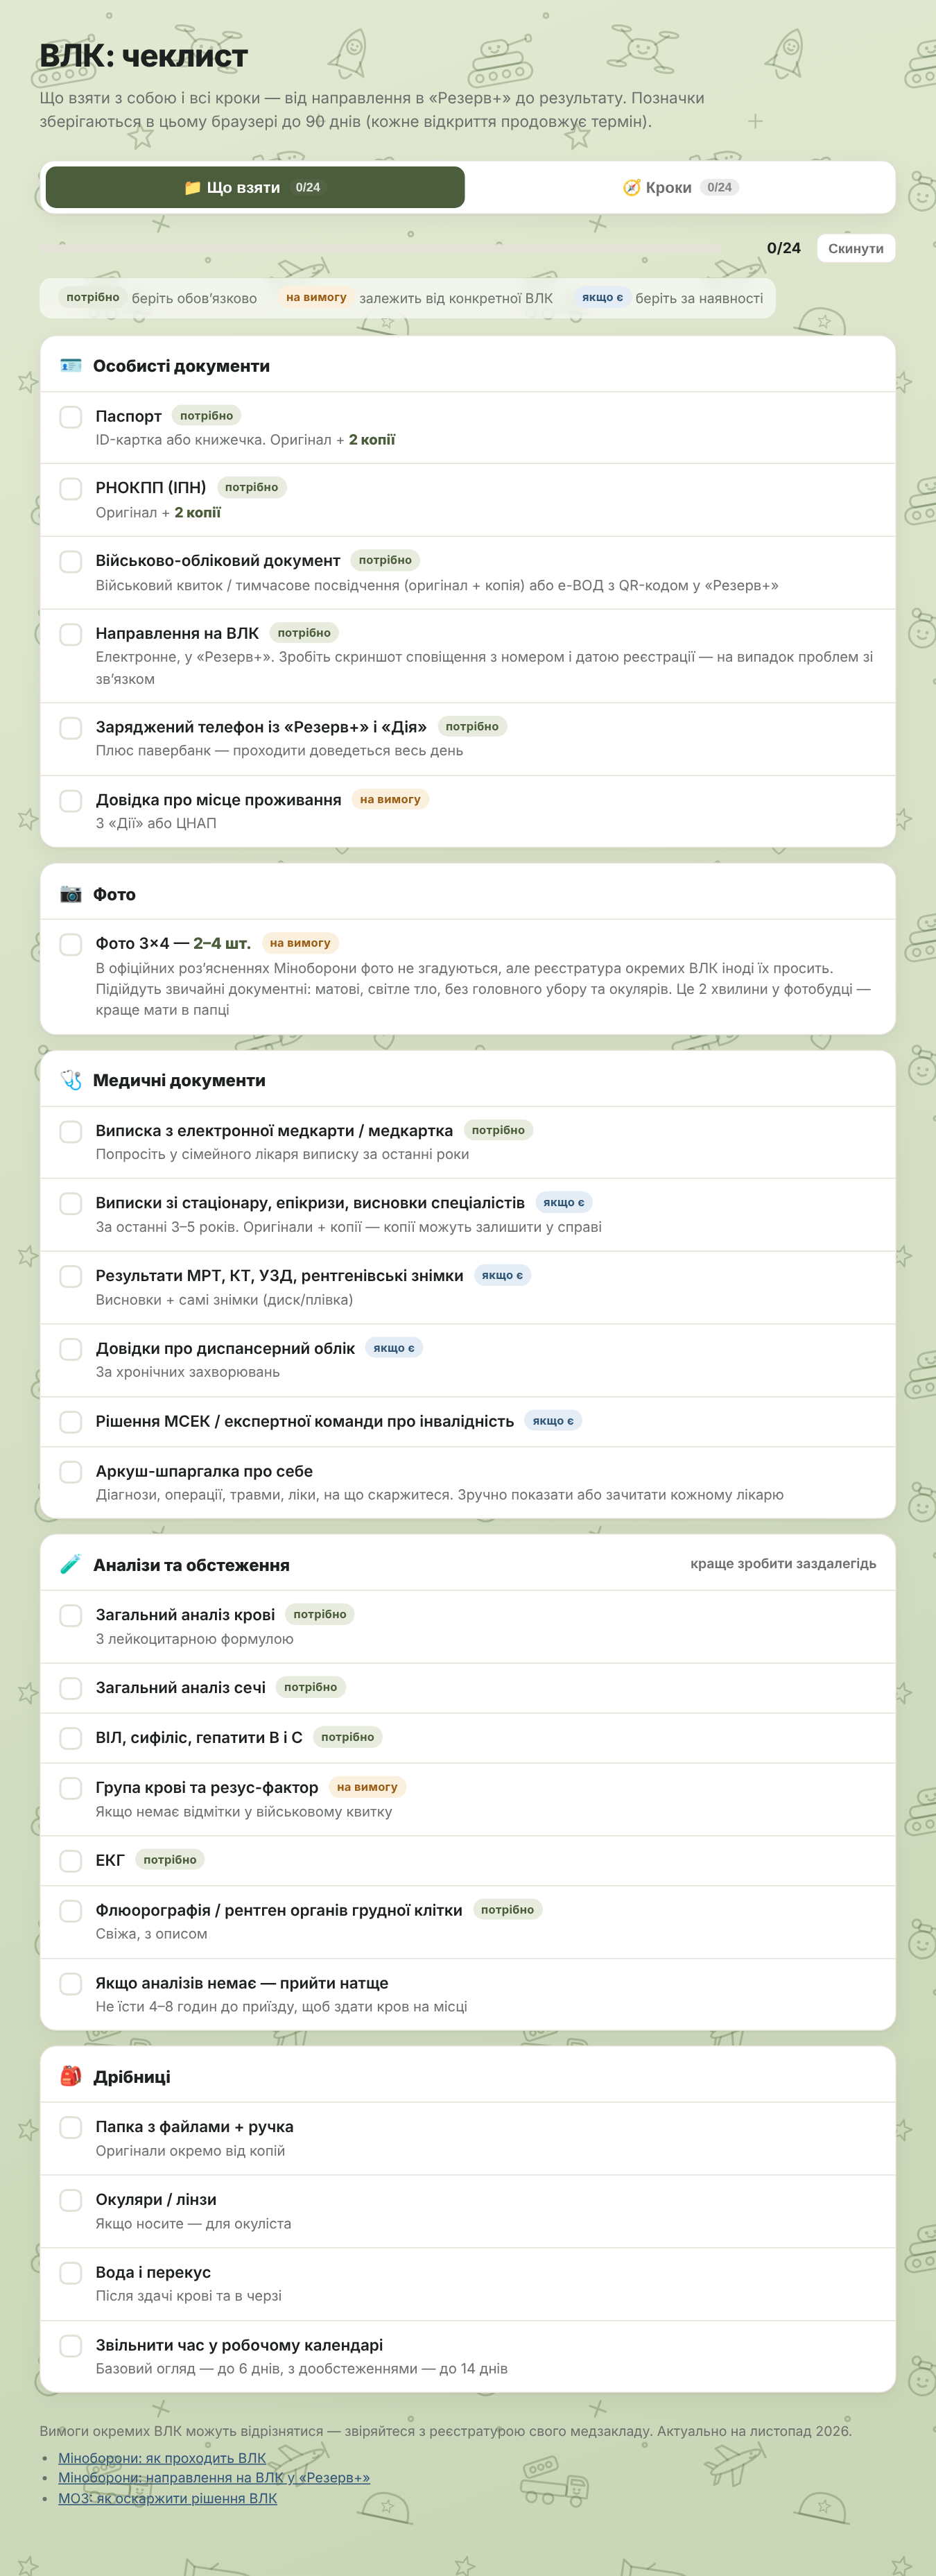 ВЛК: чеклист
Що взяти з собою і всі кроки — від направлення в «Резерв+» до результату. Позначки
зберігаються в цьому браузері до 90 днів (кожне відкриття продовжує термін).
Що взяти 0/24
Кроки 0/24
0/24 Скинути
потрібно беріть обов’язково на вимогу залежить від конкретної ВЛК якщо є беріть за наявності
Особисті документи
Паспорт потрібно
ID-картка або книжечка. Оригінал + 2 копії
РНОКПП (ІПН) потрібно
Оригінал + 2 копії
Військово-обліковий документ потрібно
Військовий квиток / тимчасове посвідчення (оригінал + копія) або е-ВОД з QR-кодом у «Резерв+»
Направлення на ВЛК потрібно
Електронне, у «Резерв+». Зробіть скриншот сповіщення з номером і датою реєстрації — на випадок проблем зі
зв’язком
Заряджений телефон із «Резерв+» і «Дія» потрібно
Плюс павербанк — проходити доведеться весь день
Довідка про місце проживання на вимогу
З «Дії» або ЦНАП
Фото
Фото 3×4 — 2–4 шт. на вимогу
В офіційних роз’ясненнях Міноборони фото не згадуються, але реєстратура окремих ВЛК іноді їх просить.
Підійдуть звичайні документні: матові, світле тло, без головного убору та окулярів. Це 2 хвилини у фотобудці —
краще мати в папці
Медичні документи
Виписка з електронної медкарти / медкартка потрібно
Попросіть у сімейного лікаря виписку за останні роки
Виписки зі стаціонару, епікризи, висновки спеціалістів якщо є
За останні 3–5 років. Оригінали + копії — копії можуть залишити у справі
Результати МРТ, КТ, УЗД, рентгенівські знімки якщо є
Висновки + самі знімки (диск/плівка)
Довідки про диспансерний облік якщо є
За хронічних захворювань
Рішення МСЕК / експертної команди про інвалідність якщо є
Аркуш-шпаргалка про себе
Діагнози, операції, травми, ліки, на що скаржитеся. Зручно показати або зачитати кожному лікарю
Аналізи та обстеження краще зробити заздалегідь
Загальний аналіз крові потрібно
З лейкоцитарною формулою
Загальний аналіз сечі потрібно
ВІЛ, сифіліс, гепатити B і C потрібно
Група крові та резус-фактор на вимогу
Якщо немає відмітки у військовому квитку
ЕКГ потрібно
Флюорографія / рентген органів грудної клітки потрібно
Свіжа, з описом
Якщо аналізів немає — прийти натще
Не їсти 4–8 годин до приїзду, щоб здати кров на місці
Дрібниці
Папка з файлами + ручка
Оригінали окремо від копій
Окуляри / лінзи
Якщо носите — для окуліста
Вода і перекус
Після здачі крові та в черзі
Звільнити час у робочому календарі
Базовий огляд — до 6 днів, з дообстеженнями — до 14 днів
Вимоги окремих ВЛК можуть відрізнятися — звіряйтеся з реєстратурою свого медзакладу. Актуально на листопад 2026.
• Міноборони: як проходить ВЛК
• Міноборони: направлення на ВЛК у «Резерв+»
• МОЗ: як оскаржити рішення ВЛК